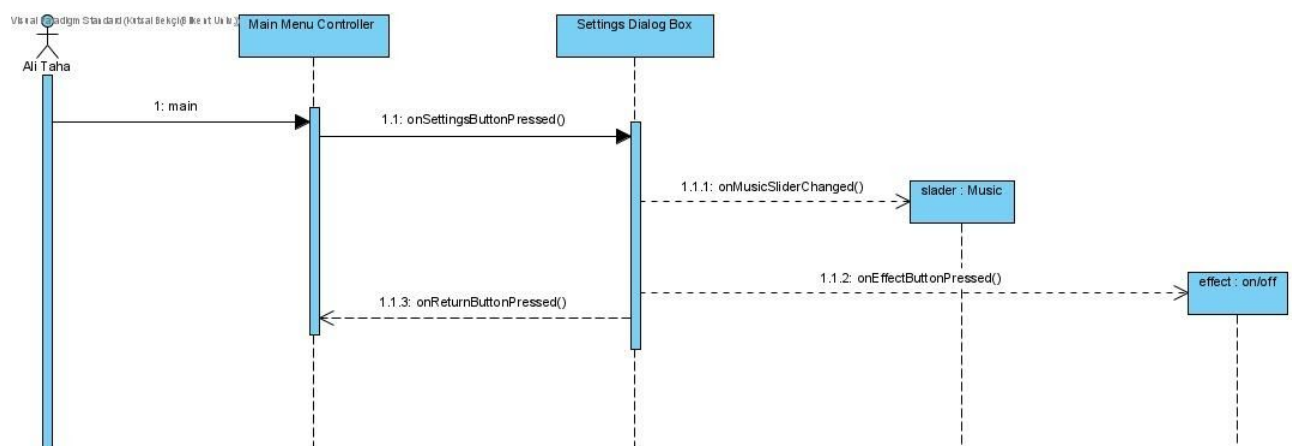 Main Menu Controller
Settings Dialog Box
Ali Taha
1: main
1.1: onSettingsButtonPressed()
1.1.1: onMusicSliderChanged()
slader : Music
1.1.2: onEffectButtonPressed()
effect : on/off
1.1.3: onReturnButtonPressed()